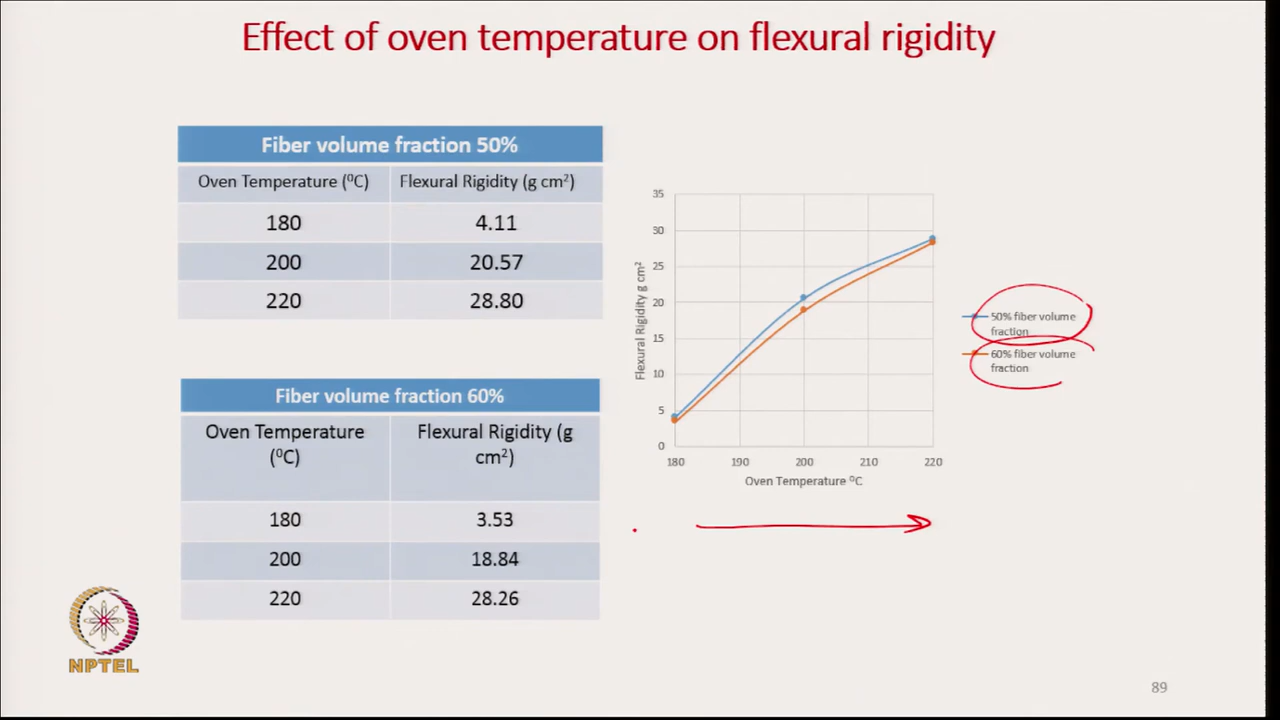 Effect of oven temperature on flexural rigidity
Fiber volume fraction 50%
Oven Temperature (⁰C) Flexural Rigidity (g cm²)
180 4.11
200 20.57
220 28.80
Fiber volume fraction 60%
Oven Temperature Flexural Rigidity (g
(⁰C) cm²)
180 3.53
200 18.84
220 28.26
35
30
25
20
15
10
5
0
Flexural Rigidity g cm²
180 190 200 210 220
Oven Temperature ⁰C
50% fiber volume
fraction
60% fiber volume
fraction
NPTEL
89